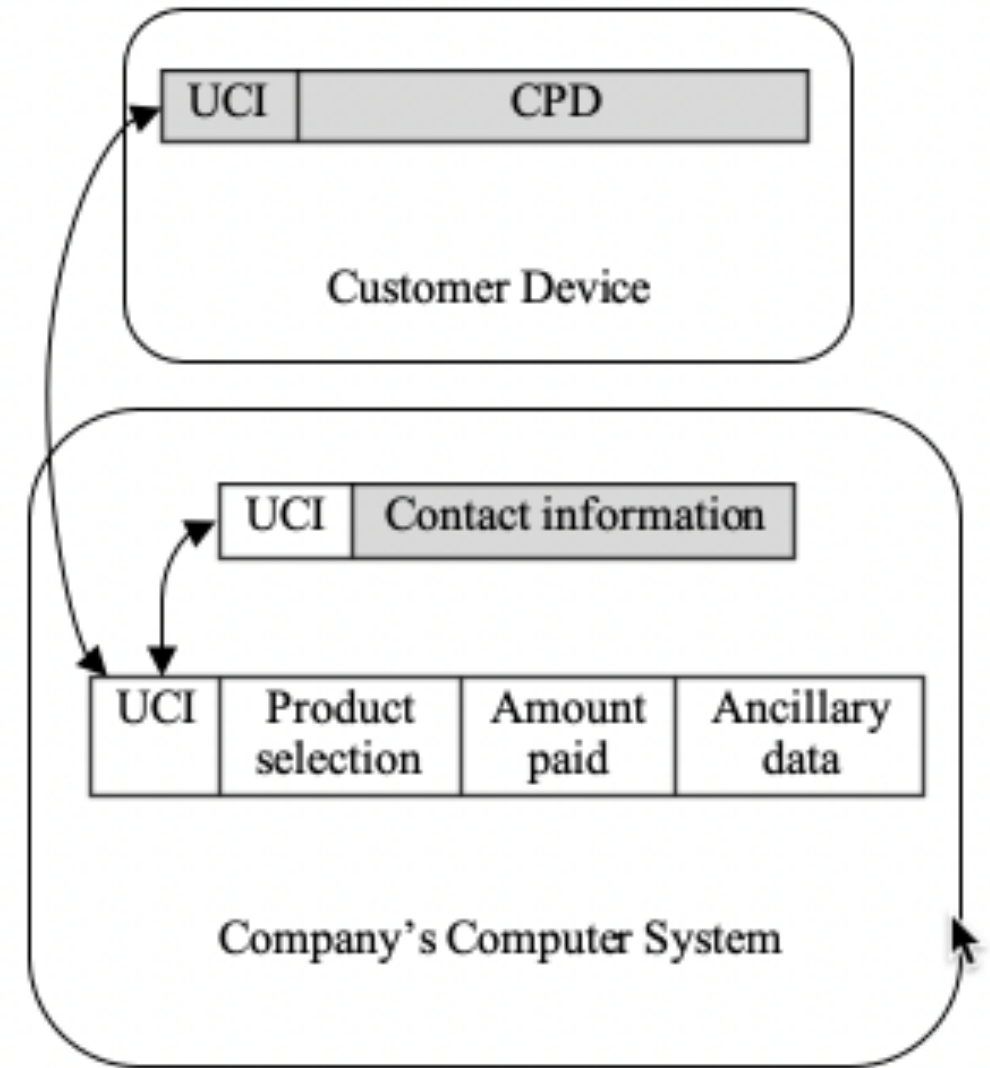 UCI CPD
Customer Device
UCI Contact information
UCI Product selection Amount paid Ancillary data
Company’s Computer System